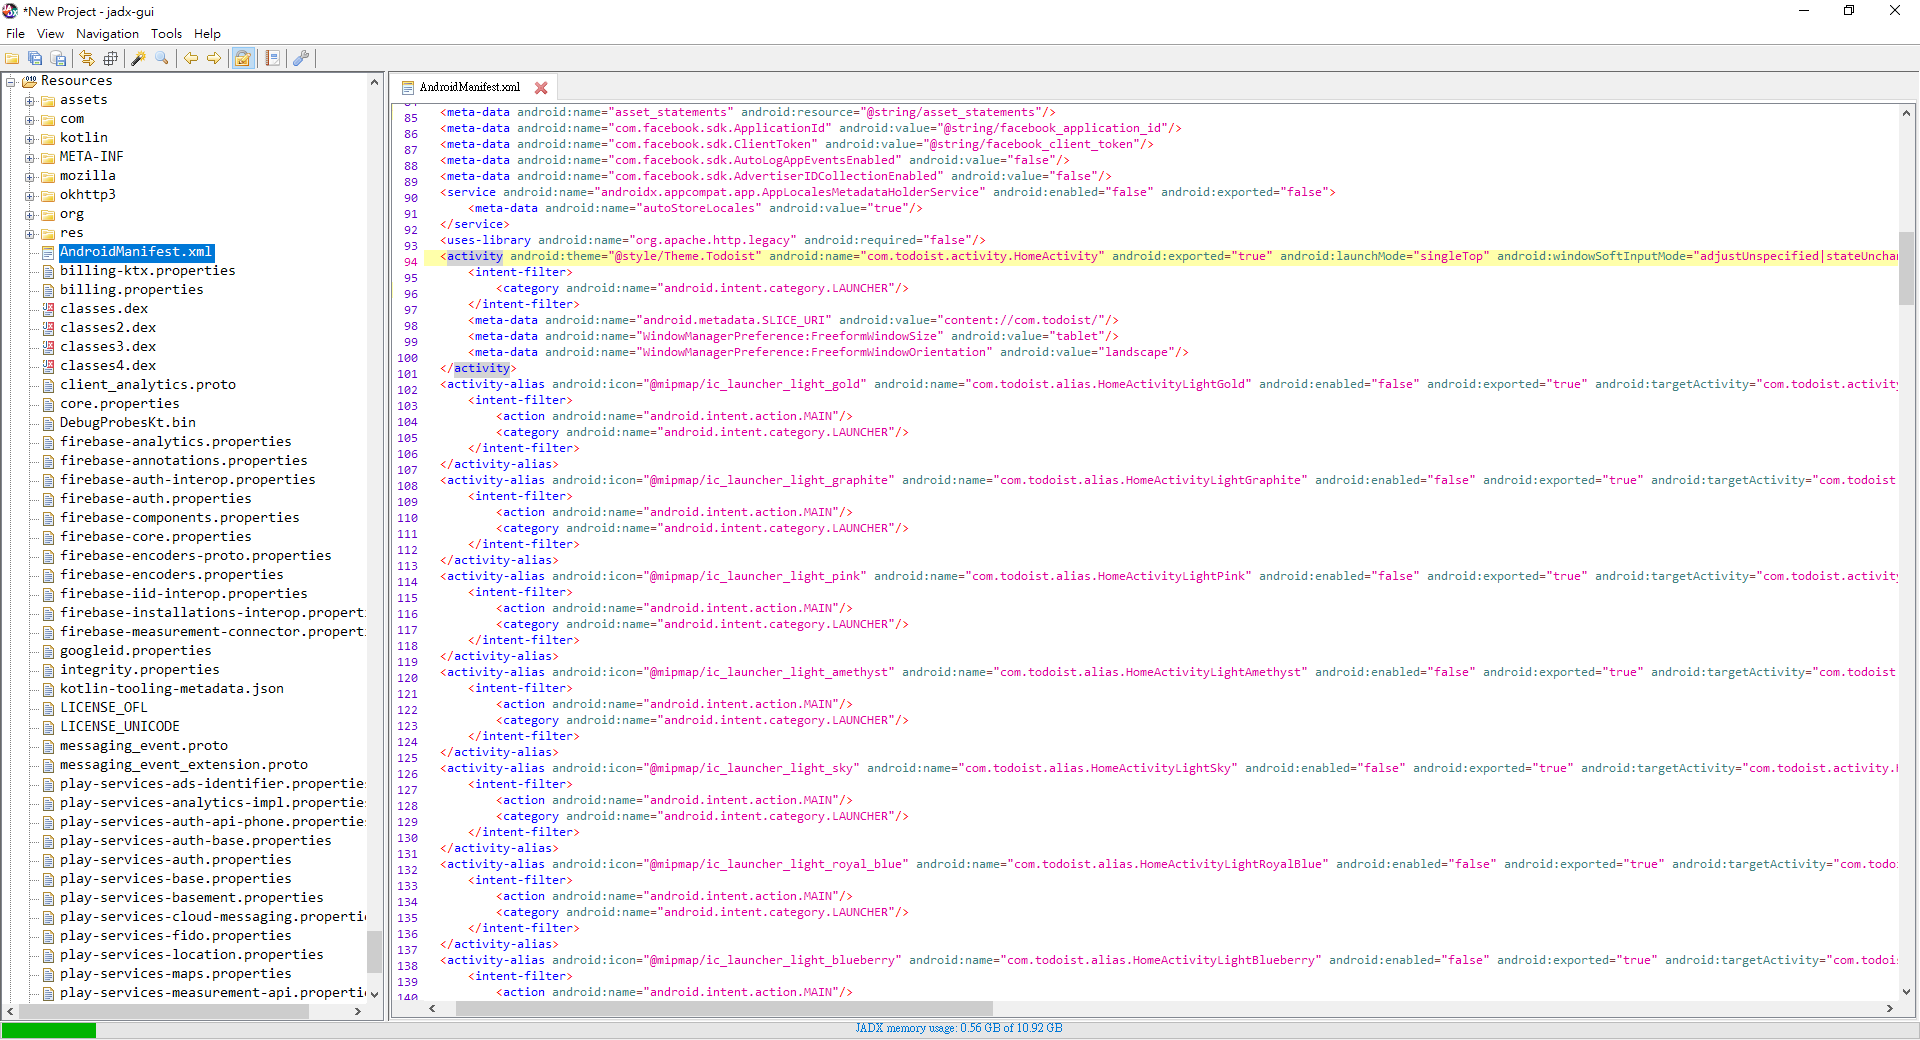 *New Project - jadx-gui
File View Navigation Tools Help
Resources
assets
com
kotlin
META-INF
mozilla
okhttp3
org
res
AndroidManifest.xml
billing-ktx.properties
billing.properties
classes.dex
classes2.dex
classes3.dex
classes4.dex
client_analytics.proto
core.properties
DebugProbesKt.bin
firebase-analytics.properties
firebase-annotations.properties
firebase-auth-interop.properties
firebase-auth.properties
firebase-components.properties
firebase-core.properties
firebase-encoders-proto.properties
firebase-encoders.properties
firebase-iid-interop.properties
firebase-installations-interop.properti
firebase-measurement-connector.properti
googleid.properties
integrity.properties
kotlin-tooling-metadata.json
LICENSE_OFL
LICENSE_UNICODE
messaging_event.proto
messaging_event_extension.proto
play-services-ads-identifier.propertie
play-services-analytics-impl.propertie
play-services-auth-api-phone.propertie
play-services-auth-base.properties
play-services-auth.properties
play-services-base.properties
play-services-basement.properties
play-services-cloud-messaging.properti
play-services-fido.properties
play-services-location.properties
play-services-maps.properties
play-services-measurement-api.properti
AndroidManifest.xml
85 <meta-data android:name="asset_statements" android:resource="@string/asset_statements"/>
86 <meta-data android:name="com.facebook.sdk.ApplicationId" android:value="@string/facebook_application_id"/>
87 <meta-data android:name="com.facebook.sdk.ClientToken" android:value="@string/facebook_client_token"/>
88 <meta-data android:name="com.facebook.sdk.AutoLogAppEventsEnabled" android:value="false"/>
89 <meta-data android:name="com.facebook.sdk.AdvertiserIDCollectionEnabled" android:value="false"/>
90 <service android:name="androidx.appcompat.app.AppLocalesMetadataHolderService" android:enabled="false" android:exported="false">
91 <meta-data android:name="autoStoreLocales" android:value="true"/>
92 </service>
93 <uses-library android:name="org.apache.http.legacy" android:required="false"/>
94 <activity android:theme="@style/Theme.Todoist" android:name="com.todoist.activity.HomeActivity" android:exported="true" android:launchMode="singleTop" android:windowSoftInputMode="adjustUnspecified|stateUncha
95 <intent-filter>
96 <category android:name="android.intent.category.LAUNCHER"/>
97 </intent-filter>
98 <meta-data android:name="android.metadata.SLICE_URI" android:value="content://com.todoist/"/>
99 <meta-data android:name="WindowManagerPreference:FreeformWindowSize" android:value="tablet"/>
100 <meta-data android:name="WindowManagerPreference:FreeformWindowOrientation" android:value="landscape"/>
101 </activity>
102 <activity-alias android:icon="@mipmap/ic_launcher_light_gold" android:name="com.todoist.alias.HomeActivityLightGold" android:enabled="false" android:exported="true" android:targetActivity="com.todoist.activity
103 <intent-filter>
104 <action android:name="android.intent.action.MAIN"/>
105 <category android:name="android.intent.category.LAUNCHER"/>
106 </intent-filter>
107 </activity-alias>
108 <activity-alias android:icon="@mipmap/ic_launcher_light_graphite" android:name="com.todoist.alias.HomeActivityLightGraphite" android:enabled="false" android:exported="true" android:targetActivity="com.todoist
109 <intent-filter>
110 <action android:name="android.intent.action.MAIN"/>
111 <category android:name="android.intent.category.LAUNCHER"/>
112 </intent-filter>
113 </activity-alias>
114 <activity-alias android:icon="@mipmap/ic_launcher_light_pink" android:name="com.todoist.alias.HomeActivityLightPink" android:enabled="false" android:exported="true" android:targetActivity="com.todoist.activity
115 <intent-filter>
116 <action android:name="android.intent.action.MAIN"/>
117 <category android:name="android.intent.category.LAUNCHER"/>
118 </intent-filter>
119 </activity-alias>
120 <activity-alias android:icon="@mipmap/ic_launcher_light_amethyst" android:name="com.todoist.alias.HomeActivityLightAmethyst" android:enabled="false" android:exported="true" android:targetActivity="com.todoist
121 <intent-filter>
122 <action android:name="android.intent.action.MAIN"/>
123 <category android:name="android.intent.category.LAUNCHER"/>
124 </intent-filter>
125 </activity-alias>
126 <activity-alias android:icon="@mipmap/ic_launcher_light_sky" android:name="com.todoist.alias.HomeActivityLightSky" android:enabled="false" android:exported="true" android:targetActivity="com.todoist.activity.
127 <intent-filter>
128 <action android:name="android.intent.action.MAIN"/>
129 <category android:name="android.intent.category.LAUNCHER"/>
130 </intent-filter>
131 </activity-alias>
132 <activity-alias android:icon="@mipmap/ic_launcher_light_royal_blue" android:name="com.todoist.alias.HomeActivityLightRoyalBlue" android:enabled="false" android:exported="true" android:targetActivity="com.todo
133 <intent-filter>
134 <action android:name="android.intent.action.MAIN"/>
135 <category android:name="android.intent.category.LAUNCHER"/>
136 </intent-filter>
137 </activity-alias>
138 <activity-alias android:icon="@mipmap/ic_launcher_light_blueberry" android:name="com.todoist.alias.HomeActivityLightBlueberry" android:enabled="false" android:exported="true" android:targetActivity="com.todois
139 <intent-filter>
140 <action android:name="android.intent.action.MAIN"/>
JADX memory usage: 0.56 GB of 10.92 GB